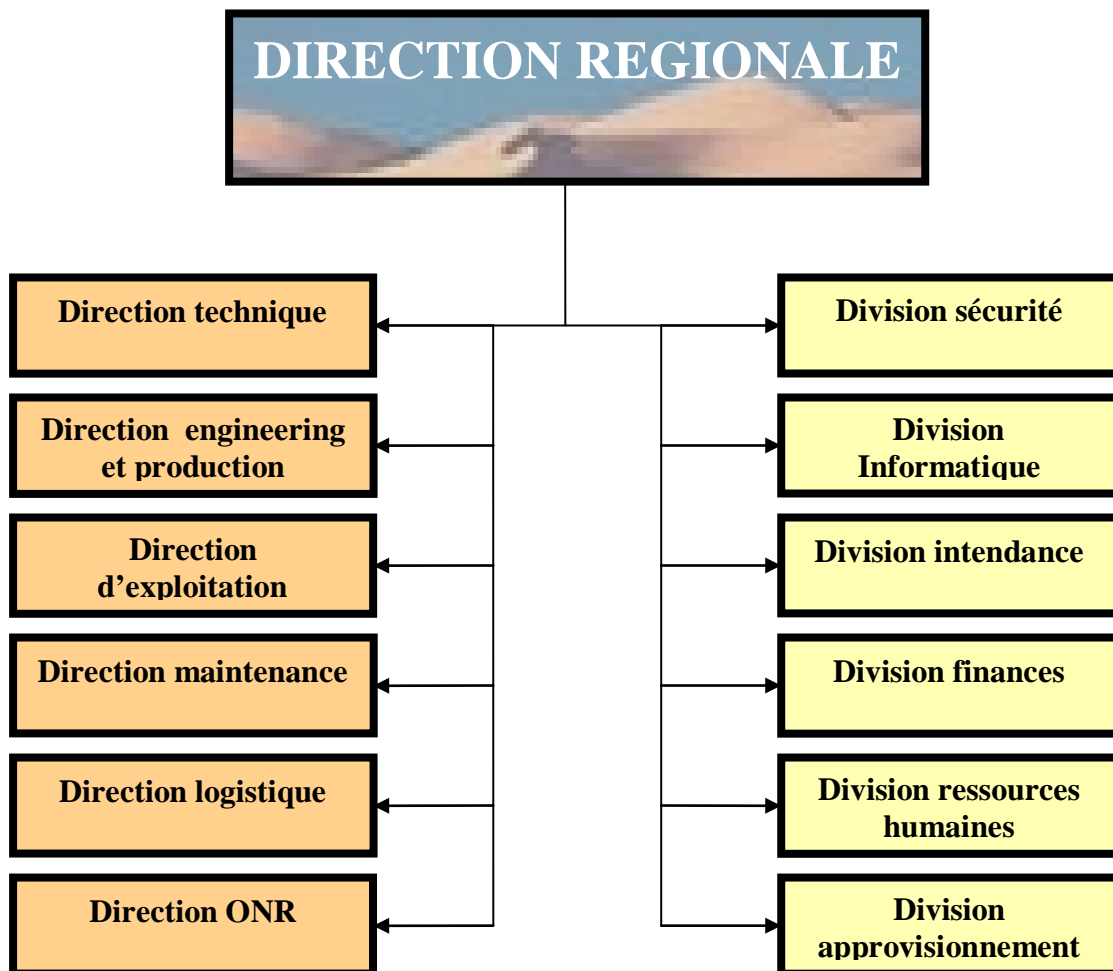 DIRECTION REGIONALE
Direction technique
Direction engineering
et production
Direction
d’exploitation
Direction maintenance
Direction logistique
Direction ONR
Division sécurité
Division
Informatique
Division intendance
Division finances
Division ressources
humaines
Division
approvisionnement